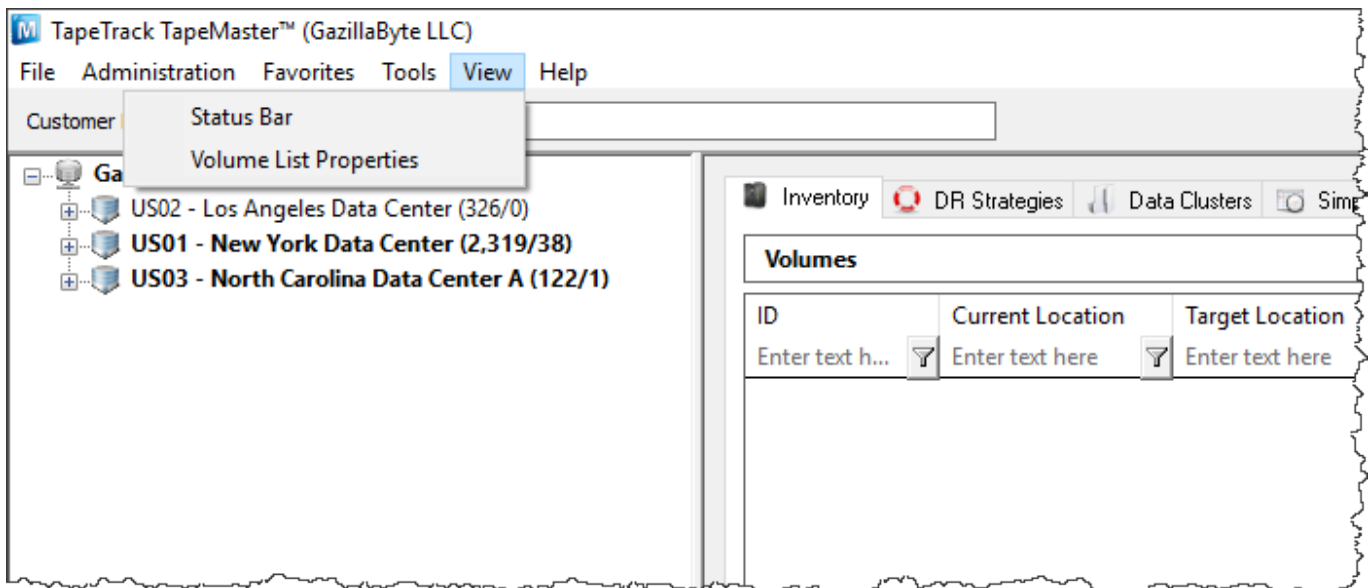 TapeTrack TapeMaster™ (GazillaByte LLC)
File Administration Favorites Tools View Help
Customer
Status Bar
Volume List Properties
Ga
US02 - Los Angeles Data Center (326/0)
US01 - New York Data Center (2,319/38)
US03 - North Carolina Data Center A (122/1)
Inventory DR Strategies Data Clusters
Volumes
ID Current Location Target Location
Enter text h... Enter text here Enter text here